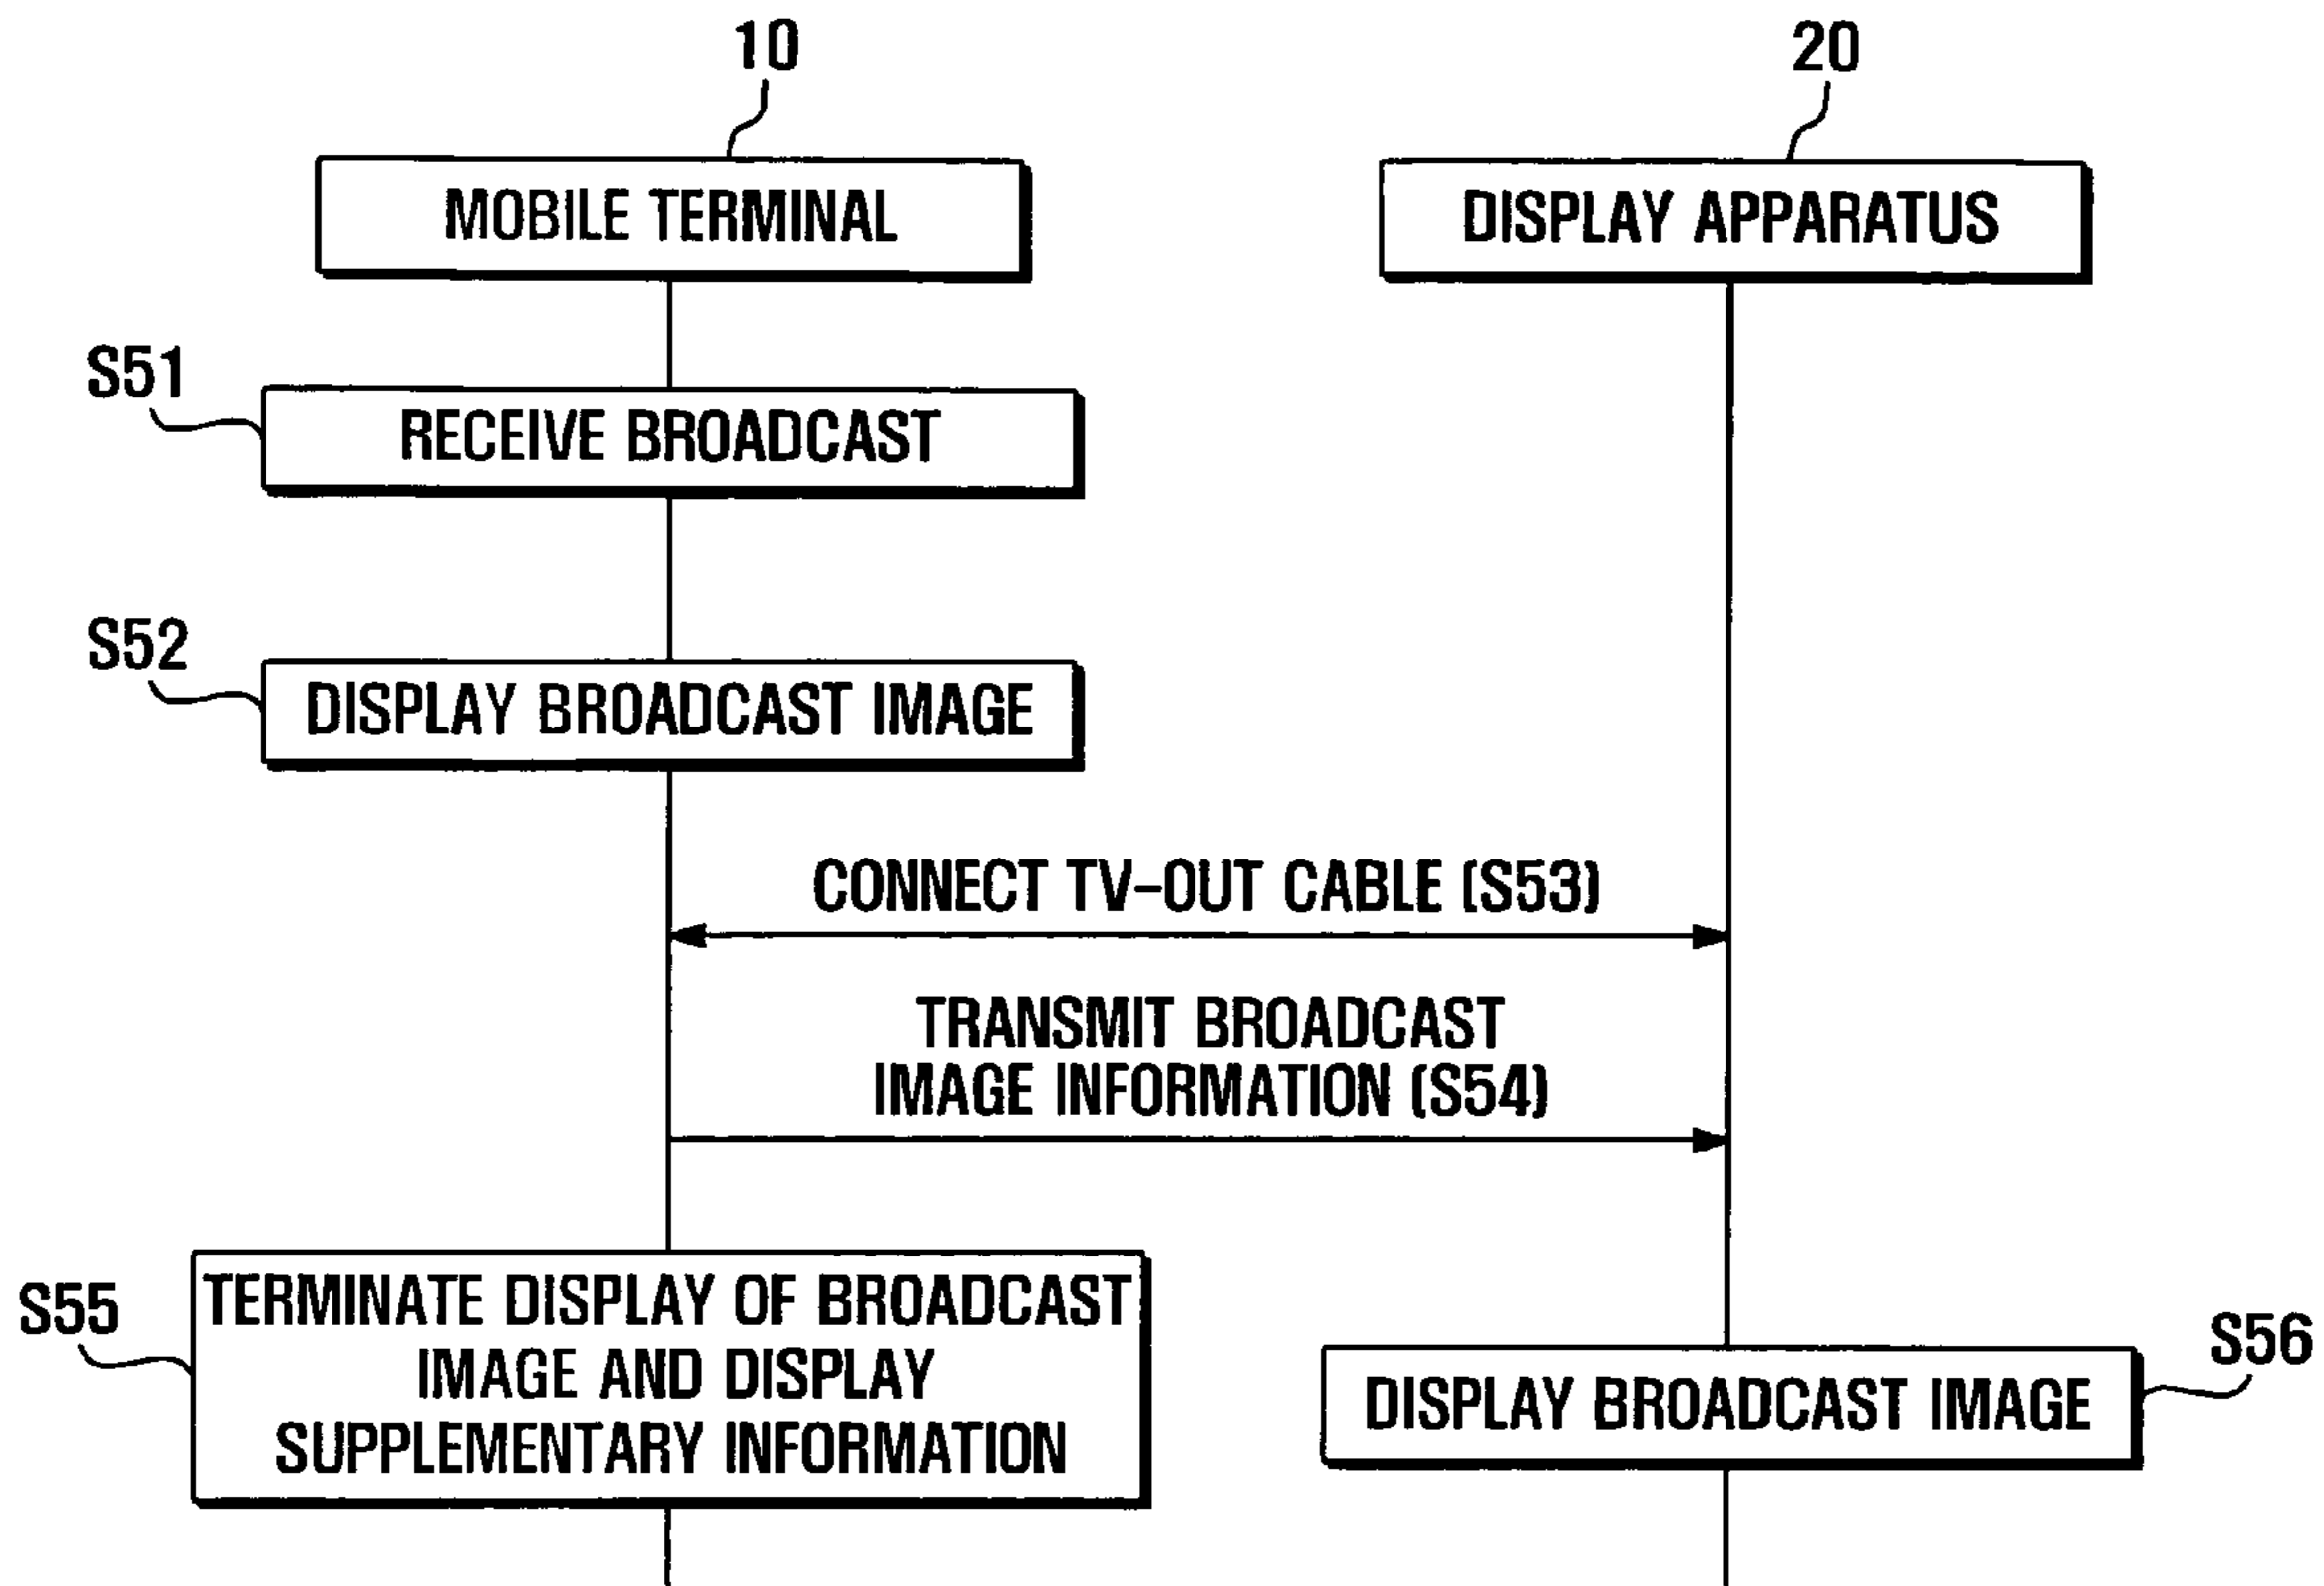 10
20
MOBILE TERMINAL
DISPLAY APPARATUS
S51
RECEIVE BROADCAST
S52
DISPLAY BROADCAST IMAGE
CONNECT TV-OUT CABLE (S53)
TRANSMIT BROADCAST
IMAGE INFORMATION (S54)
S55
TERMINATE DISPLAY OF BROADCAST
IMAGE AND DISPLAY
SUPPLEMENTARY INFORMATION
S56
DISPLAY BROADCAST IMAGE